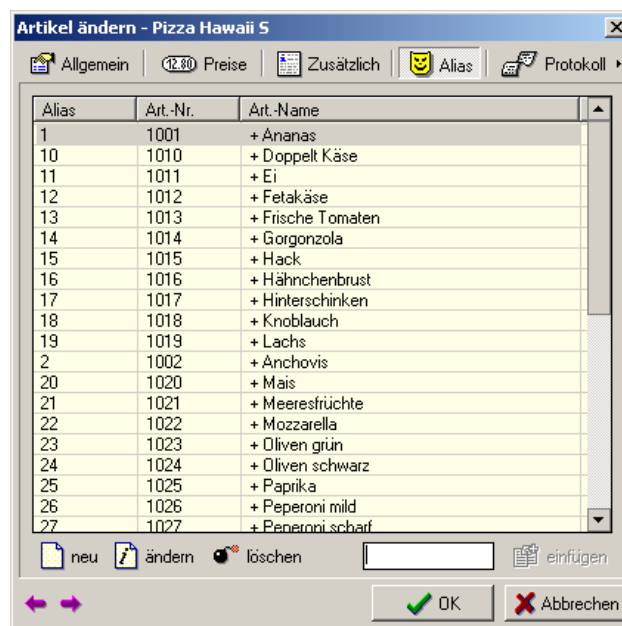 Artikel ändern - Pizza Hawaii S
Allgemein 12.80 Preise Zusätzlich Alias Protokoll
Alias Art.-Nr. Art.-Name
1 1001 + Ananas
10 1010 + Doppelt Käse
11 1011 + Ei
12 1012 + Fetakäse
13 1013 + Frische Tomaten
14 1014 + Gorgonzola
15 1015 + Hack
16 1016 + Hähnchenbrust
17 1017 + Hinterschinken
18 1018 + Knoblauch
19 1019 + Lachs
2 1002 + Anchovis
20 1020 + Mais
21 1021 + Meeresfrüchte
22 1022 + Mozzarella
23 1023 + Oliven grün
24 1024 + Oliven schwarz
25 1025 + Paprika
26 1026 + Peperoni mild
27 1027 + Peperoni scharf
neu ändern löschen einfügen
OK Abbrechen